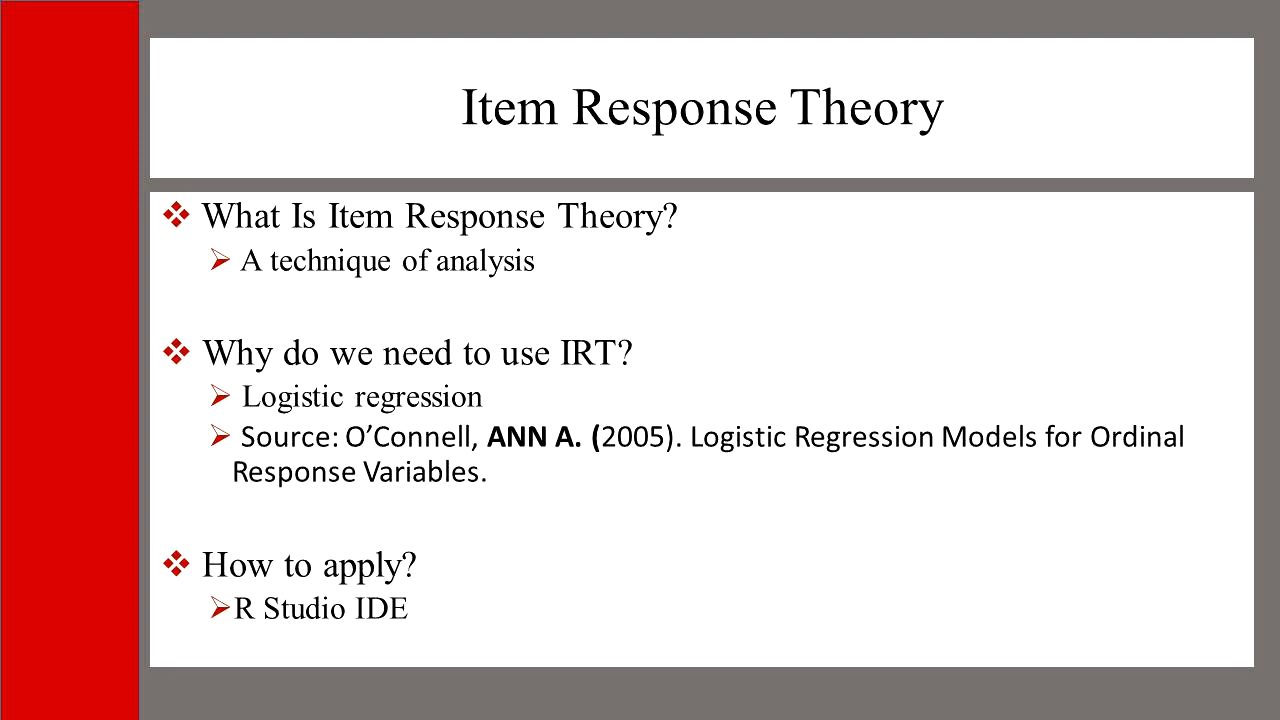 Item Response Theory
What Is Item Response Theory?
A technique of analysis
Why do we need to use IRT?
Logistic regression
Source: O’Connell, ANN A. (2005). Logistic Regression Models for Ordinal
Response Variables.
How to apply?
R Studio IDE